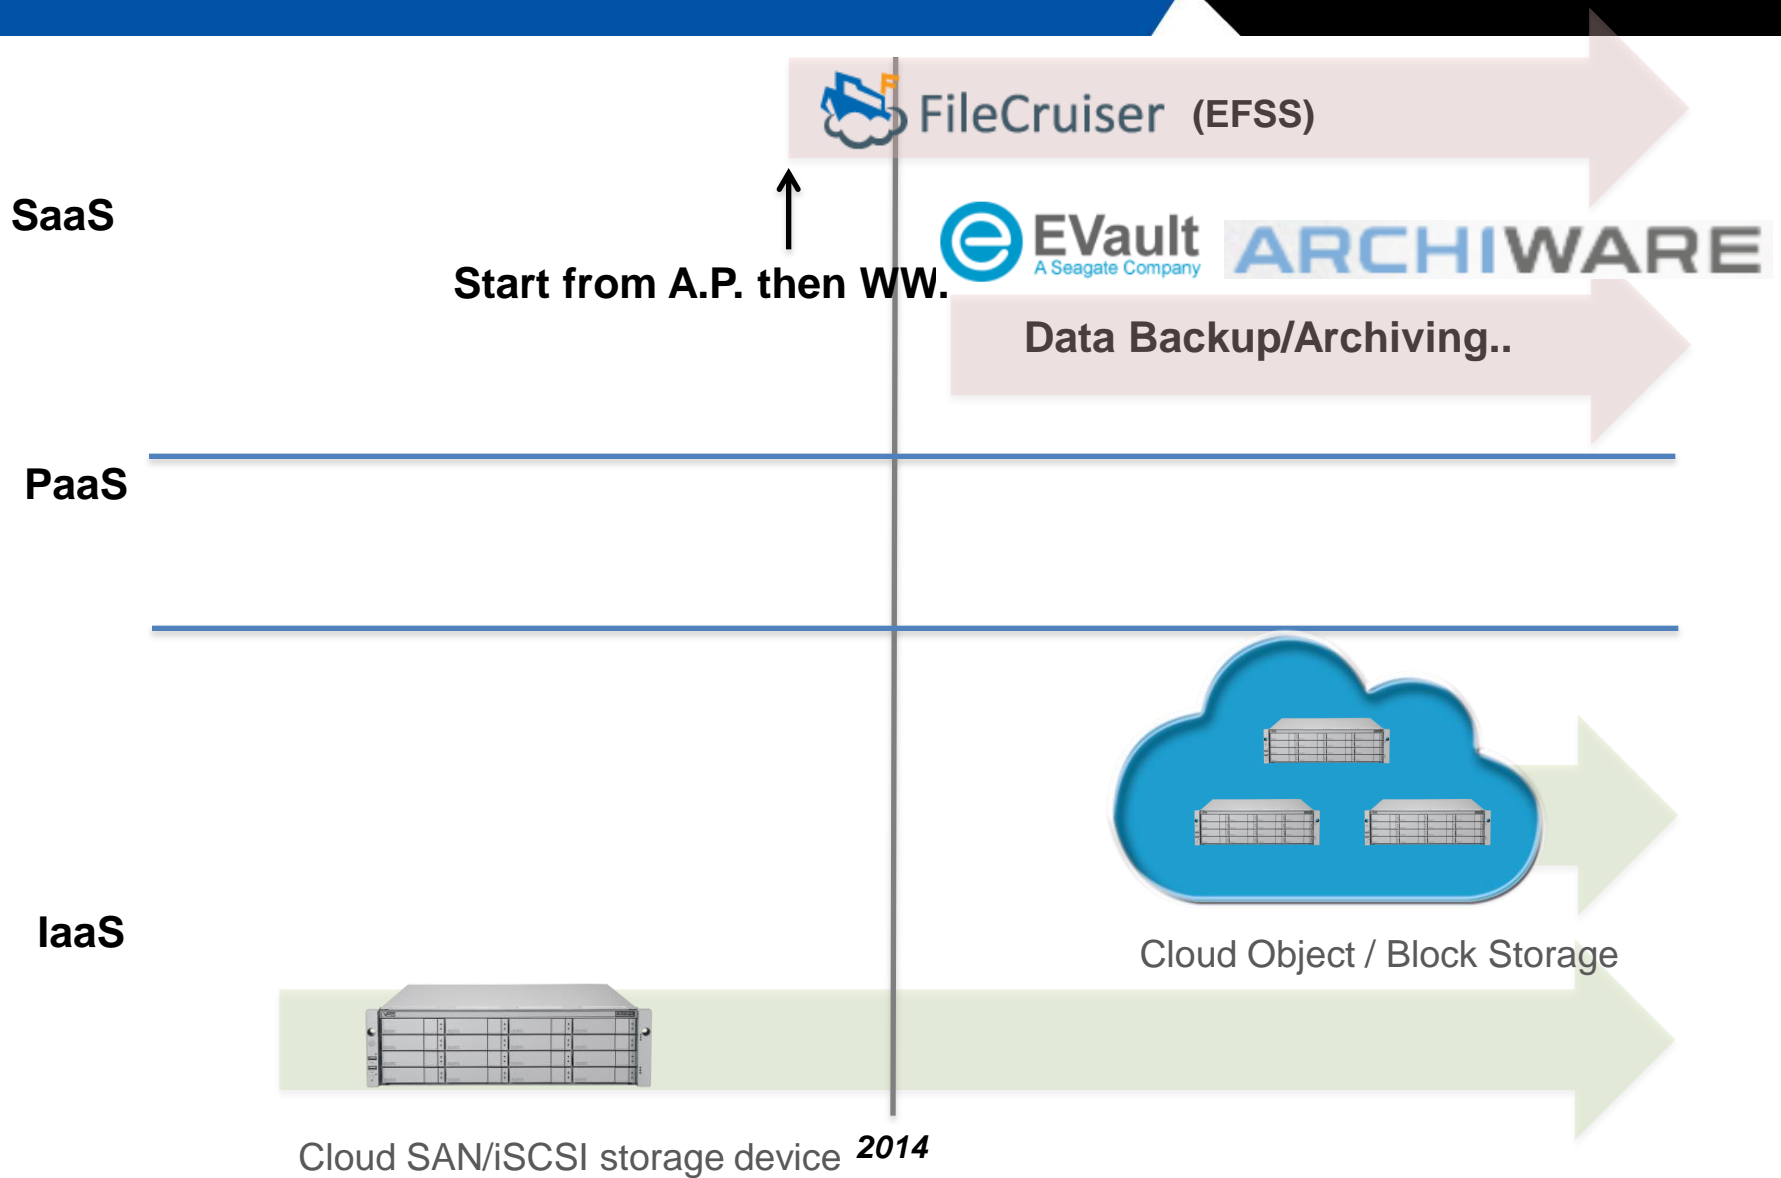 FileCruiser (EFSS)
SaaS
EVault
A Seagate Company
ARCHIWARE
Start from A.P. then WW.
Data Backup/Archiving..
PaaS
IaaS
Cloud Object / Block Storage
Cloud SAN/iSCSI storage device
2014